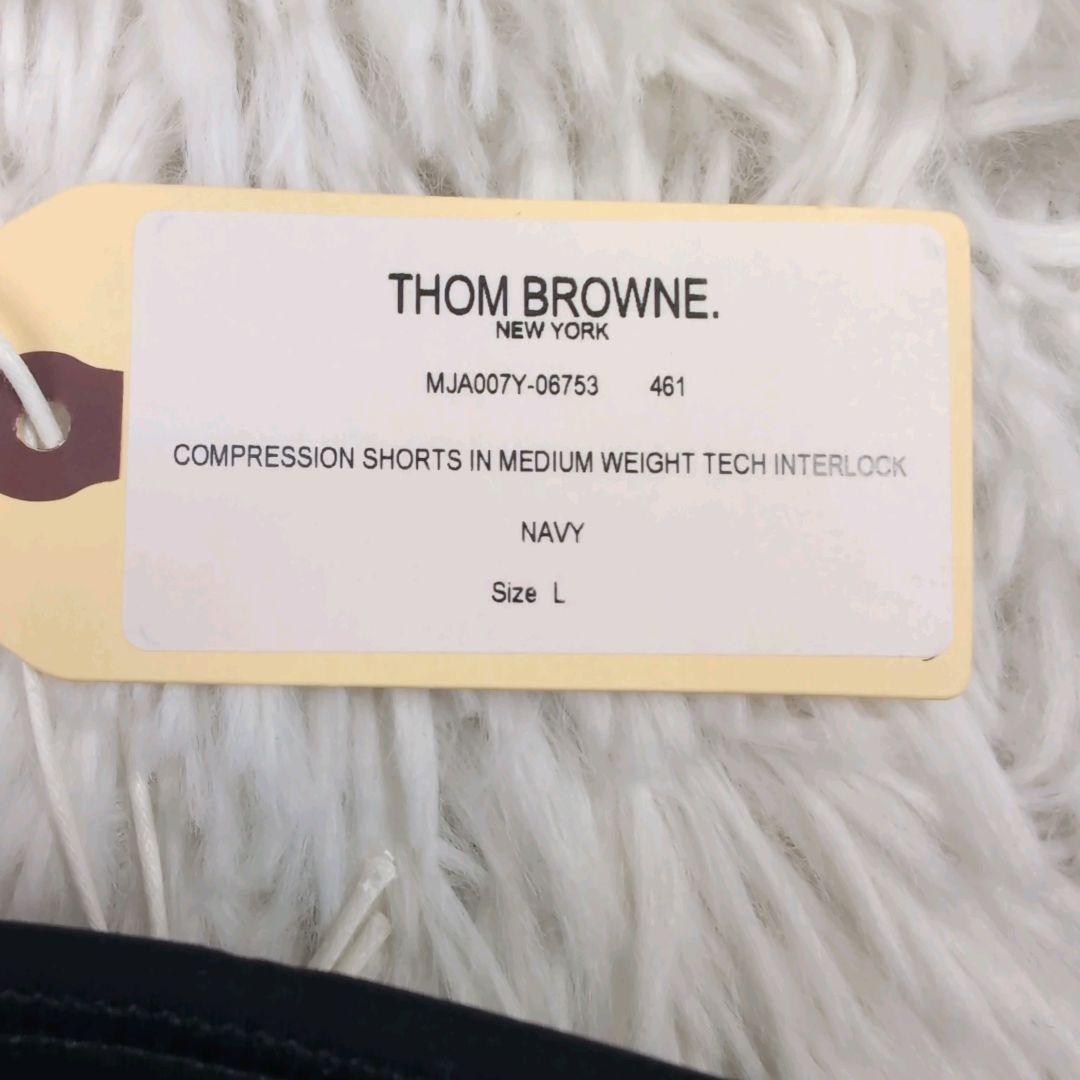 THOM BROWNE.
NEW YORK
MJA007Y-06753 461
COMPRESSION SHORTS IN MEDIUM WEIGHT TECH INTERLOCK
NAVY
Size L